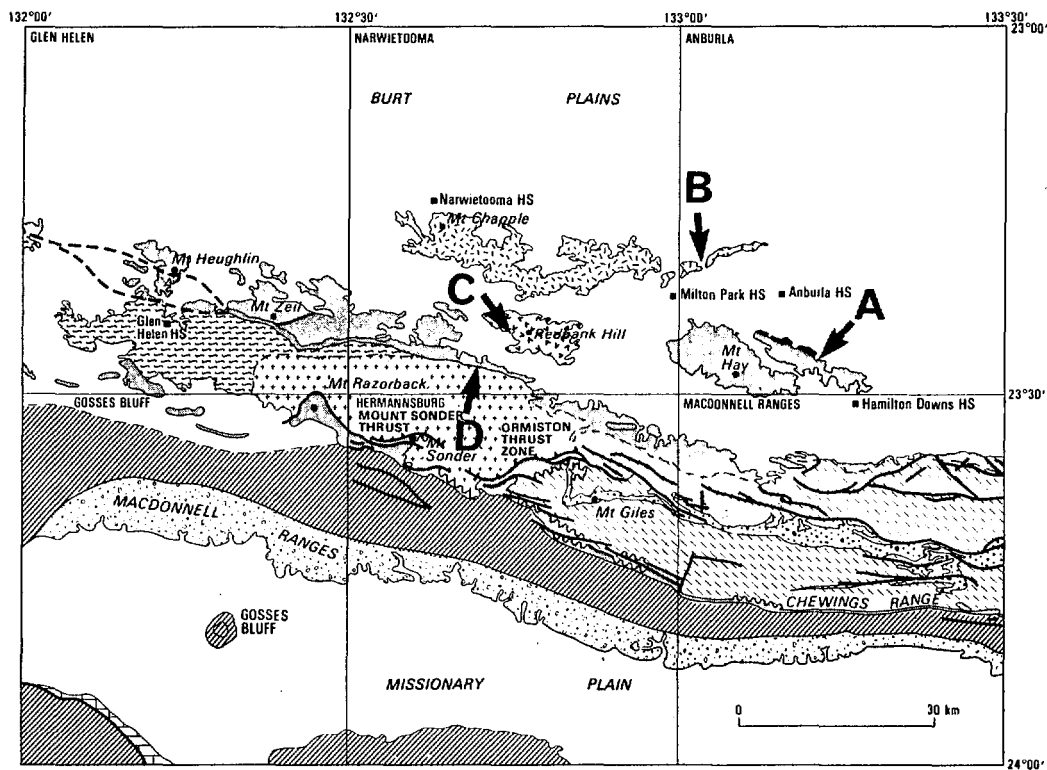 132°00'
132°30'
133°00'
133°30'
GLEN HELEN
NARWIETOOMA
ANBURLA
23°00'
BURT PLAINS
B
Narwietooma HS
Mt Chapple
Mt Heughlin
C
Milton Park HS
Anburla HS
A
Mt Zeil
Glen
Helen HS
Redbank Hill
Mt
Hay
Mt Razorback
GOSSES BLUFF
HERMANNSBURG
MACDONNELL RANGES
23°30'
Hamilton Downs HS
MOUNT SONDER
THRUST
D
ORMISTON
THRUST
ZONE
Mt
Sonder
Mt Giles
MACDONNELL
RANGES
CHEWINGS RANGE
GOSSES
BLUFF
MISSIONARY PLAIN
0
30 km
24°00'